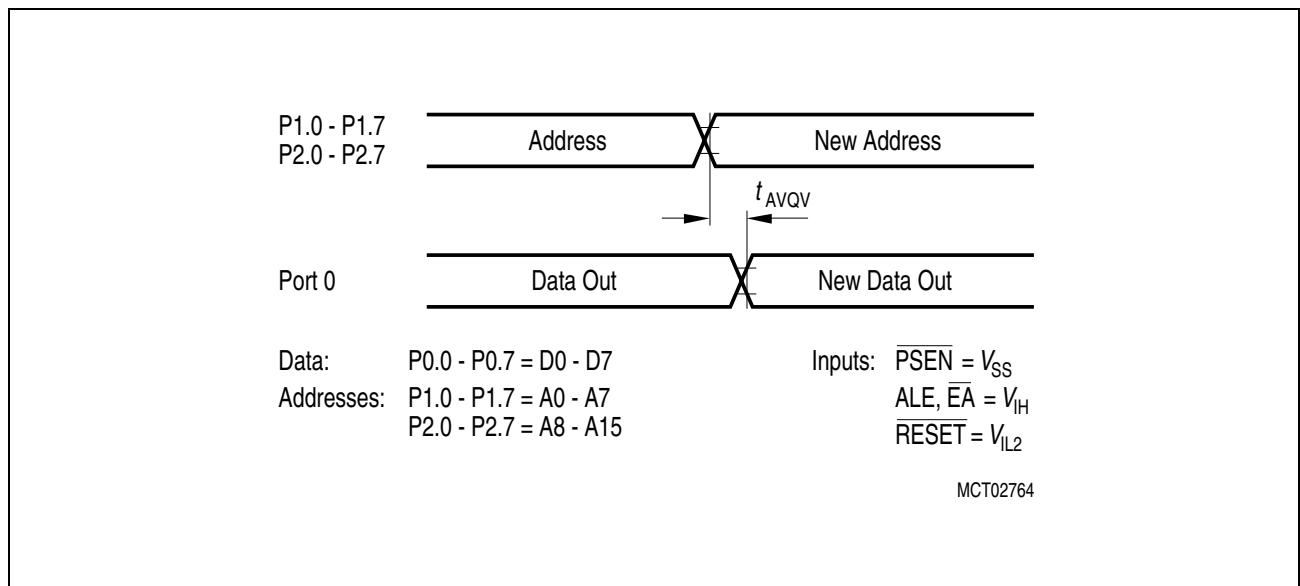 P1.0 - P1.7
P2.0 - P2.7
Address
New Address
t AVQV
Port 0
Data Out
New Data Out
Data: P0.0 - P0.7 = D0 - D7
Addresses: P1.0 - P1.7 = A0 - A7
P2.0 - P2.7 = A8 - A15
Inputs: PSEN = VSS
ALE, EA = VIH
RESET = VIL2
MCT02764